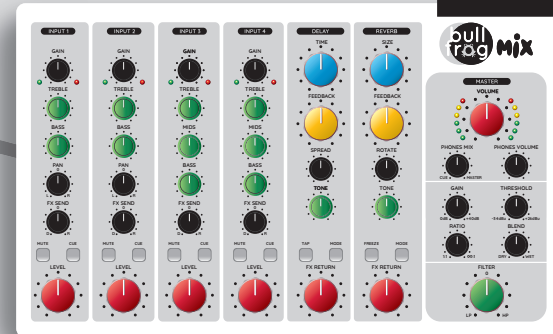 INPUT 1
GAIN
TREBLE
BASS
PAN
FX SEND
MUTE CUE
LEVEL
INPUT 2
GAIN
TREBLE
BASS
PAN
FX SEND
MUTE CUE
LEVEL
INPUT 3
GAIN
TREBLE
MIDS
BASS
FX SEND
MUTE CUE
LEVEL
INPUT 4
GAIN
TREBLE
MIDS
BASS
FX SEND
MUTE CUE
LEVEL
DELAY
TIME
FEEDBACK
SPREAD
TONE
TAP MODE
FX RETURN
REVERB
SIZE
FEEDBACK
ROTATE
TONE
FREEZE MODE
FX RETURN
bull
frog MiX
MASTER
VOLUME
PHONES MIX PHONES VOLUME
CUE MASTER
GAIN THRESHOLD
0dB +40dB
RATIO BLEND
DRY WET
FILTER
LP HP